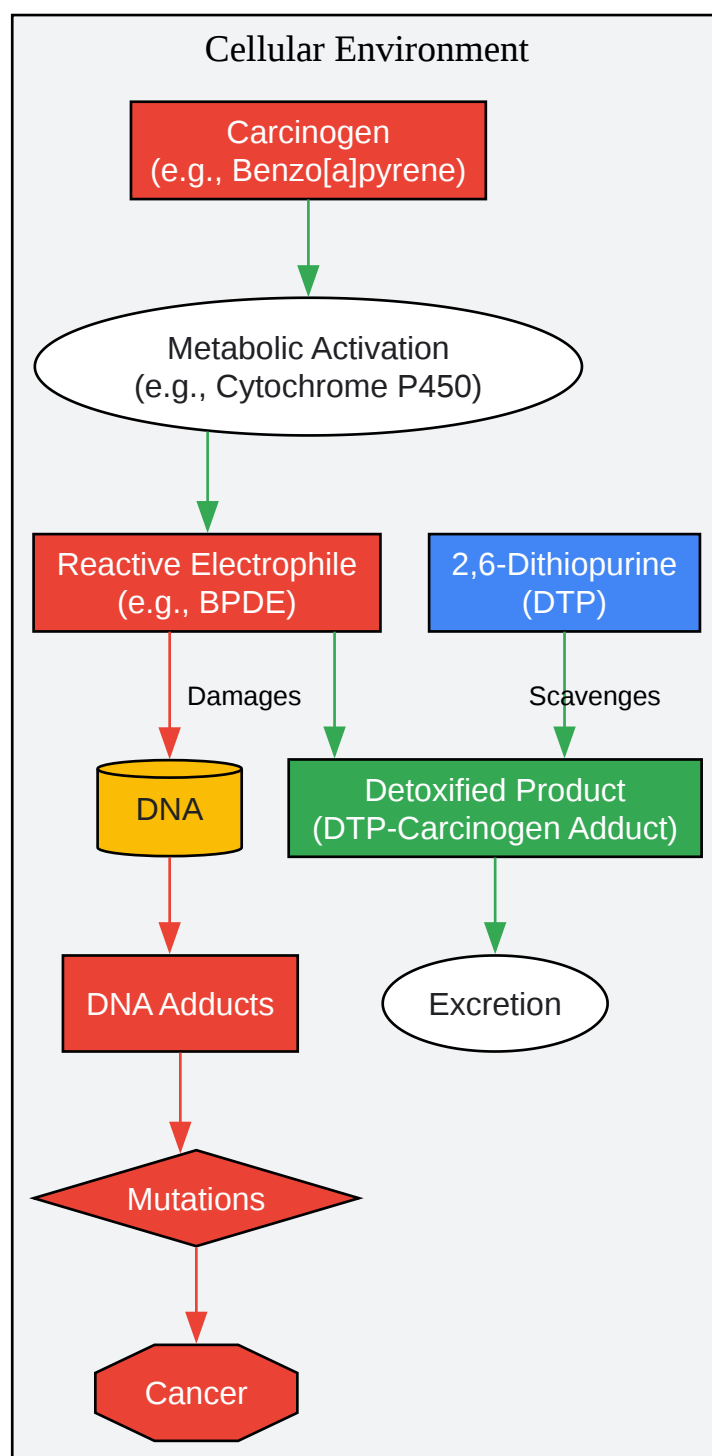 Cellular Environment
Carcinogen
(e.g., Benzo[a]pyrene)
Metabolic Activation
(e.g., Cytochrome P450)
Reactive Electrophile
(e.g., BPDE)
2,6-Dithiopurine
(DTP)
Damages
Scavenges
DNA
Detoxified Product
(DTP-Carcinogen Adduct)
DNA Adducts
Excretion
Mutations
Cancer